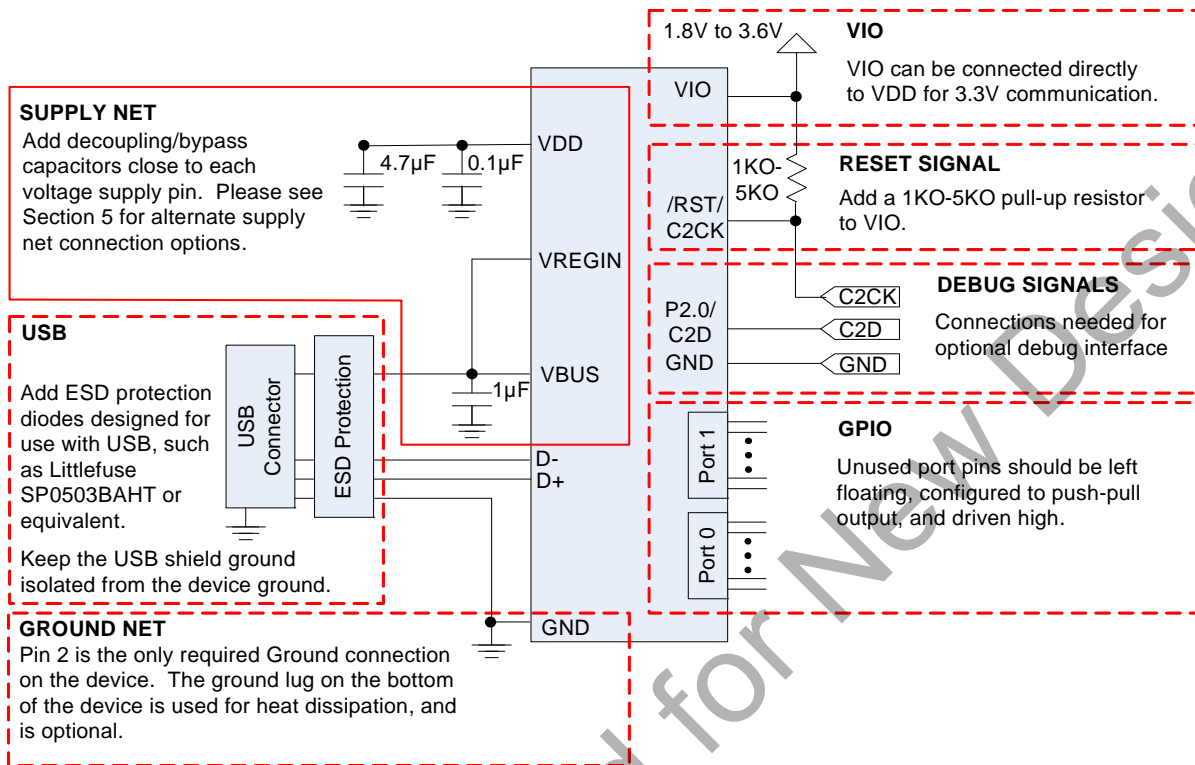 SUPPLY NET
Add decoupling/bypass
capacitors close to each
voltage supply pin. Please see
Section 5 for alternate supply
net connection options.
4.7µF
0.1µF
VDD
VREGIN
VBUS
1µF
USB
Add ESD protection
diodes designed for
use with USB, such
as Littlefuse
SP0503BAHT or
equivalent.
Keep the USB shield ground
isolated from the device ground.
USB
Connector
ESD Protection
D-
D+
GROUND NET
Pin 2 is the only required Ground connection
on the device. The ground lug on the bottom
of the device is used for heat dissipation, and
is optional.
GND
1.8V to 3.6V
VIO
VIO
VIO can be connected directly
to VDD for 3.3V communication.
1KO-
5KO
/RST/
C2CK
RESET SIGNAL
Add a 1KO-5KO pull-up resistor
to VIO.
P2.0/
C2D
GND
C2CK
C2D
GND
DEBUG SIGNALS
Connections needed for
optional debug interface
Port 1
Port 0
GPIO
Unused port pins should be left
floating, configured to push-pull
output, and driven high.
d for New Desi